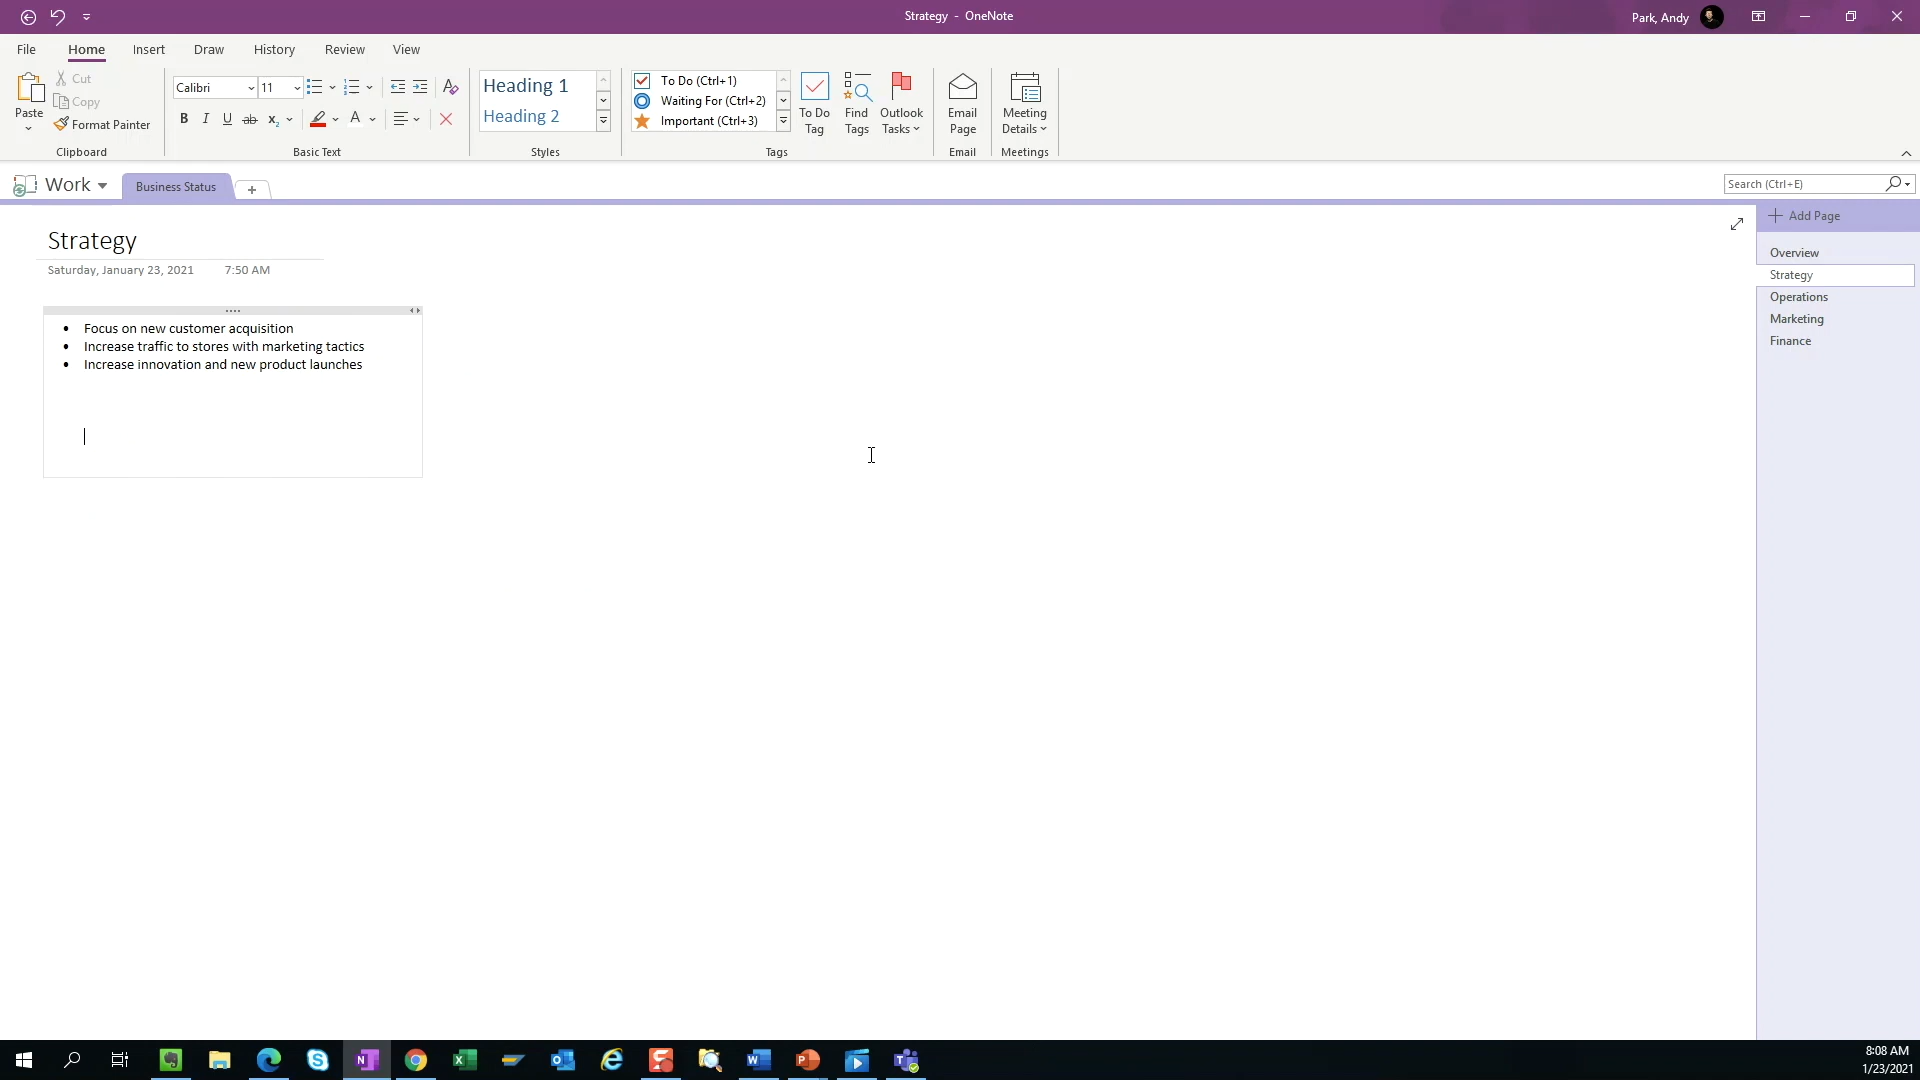 Strategy - OneNote
Park, Andy
File Home Insert Draw History Review View
Paste
Cut
Copy
Format Painter
Clipboard
Calibri 11
B I U ab x₂ A
Basic Text
Heading 1
Heading 2
Styles
To Do (Ctrl+1)
Waiting For (Ctrl+2)
Important (Ctrl+3)
To Do Tag
Find Tags
Outlook Tasks
Tags
Email Page
Email
Meeting Details
Meetings
Work
Business Status
Search (Ctrl+E)
Add Page
Overview
Strategy
Operations
Marketing
Finance
Strategy
Saturday, January 23, 2021 7:50 AM
• Focus on new customer acquisition
• Increase traffic to stores with marketing tactics
• Increase innovation and new product launches
8:08 AM
1/23/2021